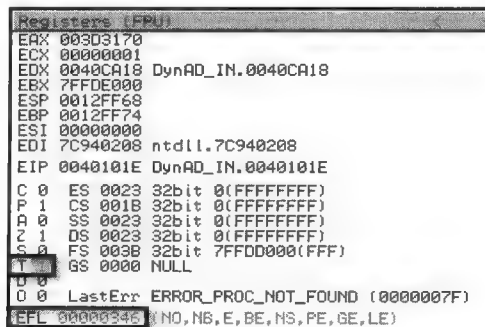 Registers (FPU) <
EAX 003D3170
ECX 00000001
EDX 0040CA18 DynAD_IN.0040CA18
EBX 7FFDE000
ESP 0012FF68
EBP 0012FF74
ESI 00000000
EDI 7C940208 ntdll.7C940208
EIP 0040101E DynAD_IN.0040101E
C 0 ES 0023 32bit 0(FFFFFFFF)
P 1 CS 001B 32bit 0(FFFFFFFF)
A 0 SS 0023 32bit 0(FFFFFFFF)
Z 1 DS 0023 32bit 0(FFFFFFFF)
S 0 FS 003B 32bit 7FFDD000(FFF)
T GS 0000 NULL
D 0
O 0 LastErr ERROR_PROC_NOT_FOUND (0000007F)
EFL 00000346 (NO,NB,E,BE,NS,PE,GE,LE)